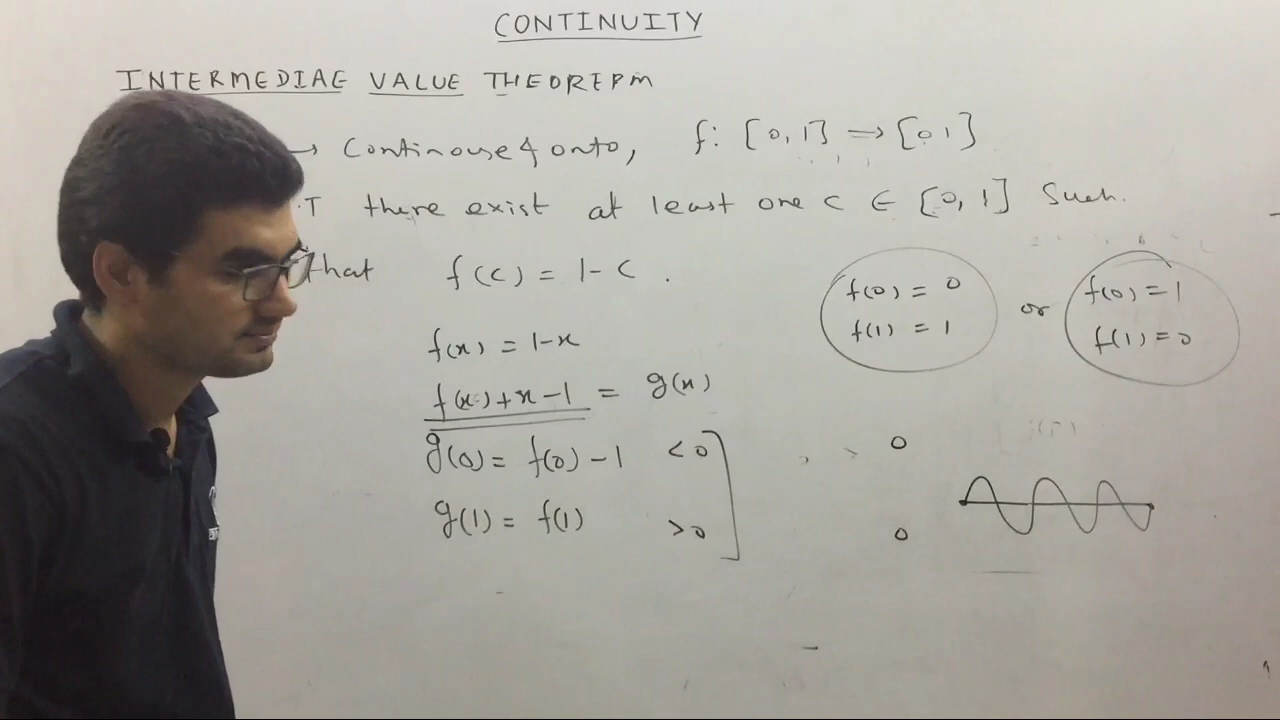 CONTINUITY
INTERMEDIAE VALUE THEOREM
→ Continouse & onto, f: [0,1] → [0 1]
T there exist at least one c ∈ [0,1] Such.
that f(c) = 1-c .
f(0) = 0
f(1) = 1
or
f(0) = 1
f(1) = 0
f(x) = 1-x
f(x)+x-1 = g(x)
g(0) = f(0) -1 <0
0
g(1) = f(1) >0
0